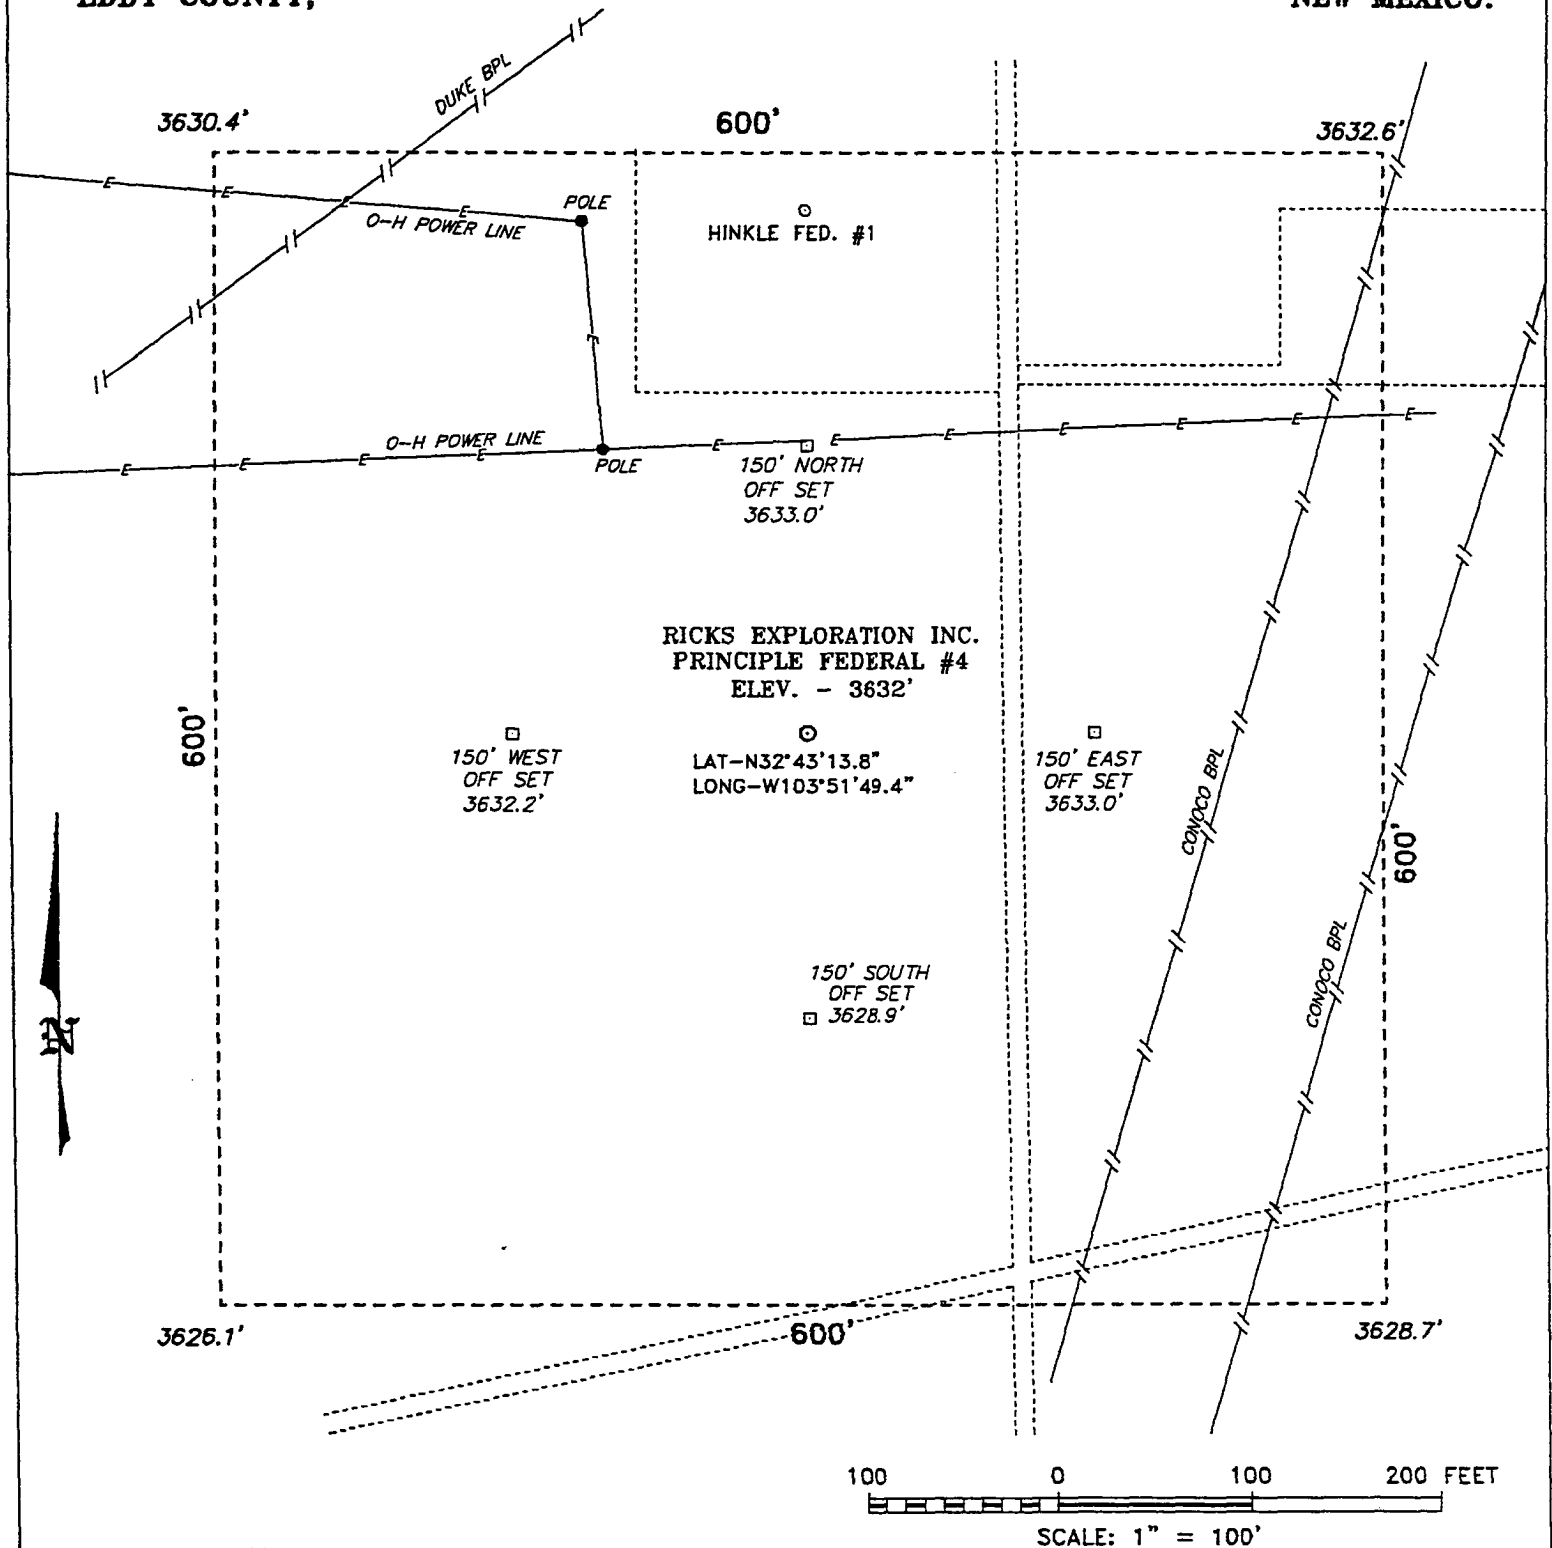 EDDY COUNTY, NEW MEXICO.
DUKE BPL
3630.4' 600' 3632.6'
POLE
O-H POWER LINE
HINKLE FED. #1
O-H POWER LINE
POLE
150' NORTH
OFF SET
3633.0'
RICKS EXPLORATION INC.
PRINCIPLE FEDERAL #4
ELEV. - 3632'
600'
150' WEST
OFF SET
3632.2'
LAT-N32°43'13.8"
LONG-W103°51'49.4"
150' EAST
OFF SET
3633.0'
CONOCO BPL
600'
150' SOUTH
OFF SET
3628.9'
CONOCO BPL
N
3626.1' 600' 3628.7'
100 0 100 200 FEET
SCALE: 1" = 100'